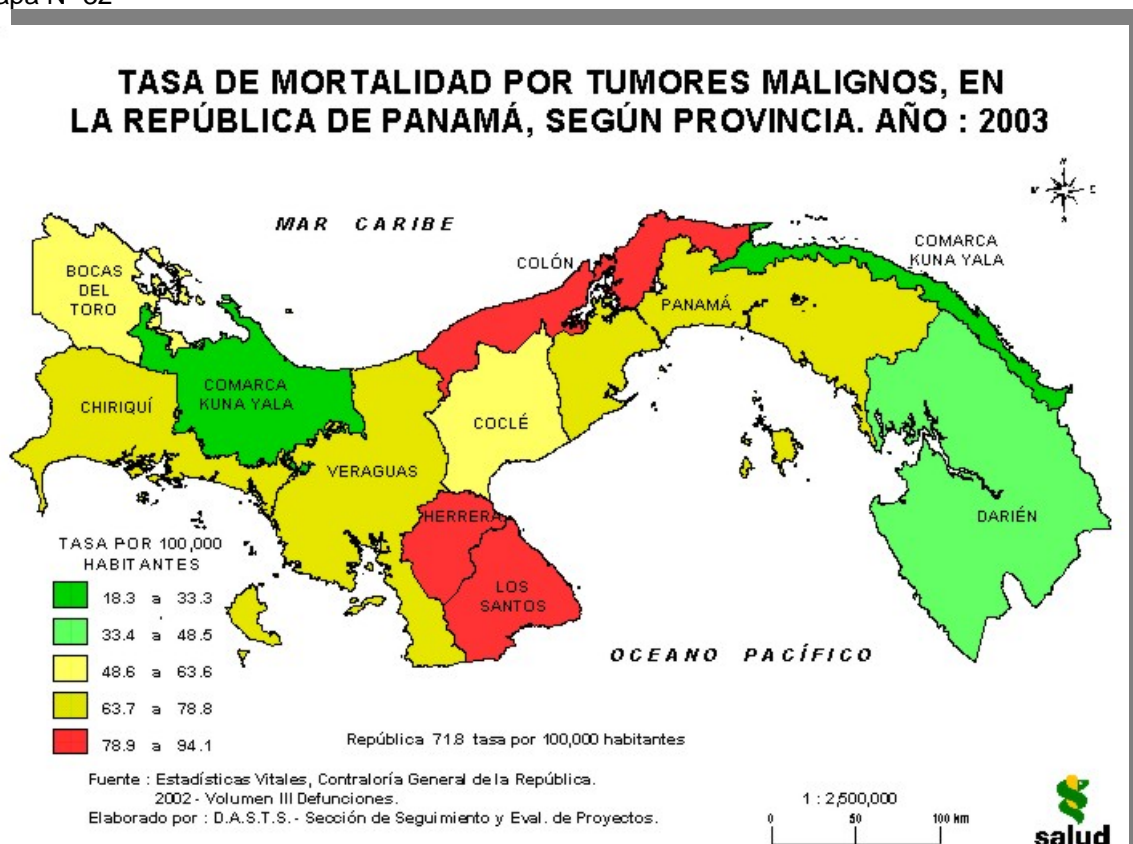 apa N° 32
TASA DE MORTALIDAD POR TUMORES MALIGNOS, EN
LA REPÚBLICA DE PANAMÁ, SEGÚN PROVINCIA. AÑO : 2003
N
W E
S
MAR CARIBE
COMARCA
KUNA YALA
COLÓN
BOCAS
DEL
TORO
PANAMÁ
COMARCA
KUNA YALA
CHIRIQUÍ
COCLÉ
VERAGUAS
HERRERA
DARIÉN
LOS
SANTOS
OCEANO PACÍFICO
TASA POR 100,000
HABITANTES
18.3 a 33.3
33.4 a 48.5
48.6 a 63.6
63.7 a 78.8
78.9 a 94.1
República 71.8 tasa por 100,000 habitantes
Fuente : Estadísticas Vitales, Contraloría General de la República.
2002 - Volumen III Defunciones.
Elaborado por : D.A.S.T.S. - Sección de Seguimiento y Eval. de Proyectos.
1 : 2,500,000
0 50 100 km
salud